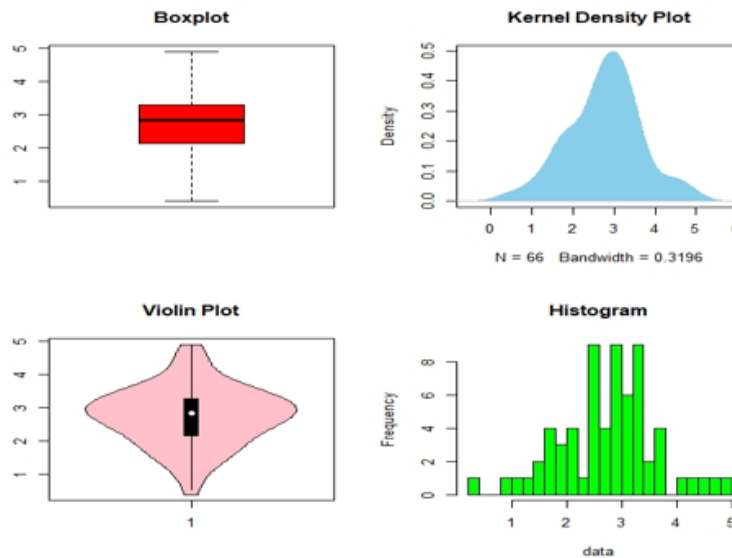 Boxplot
5
4
3
2
1
Kernel Density Plot
Density
0.5
0.4
0.3
0.2
0.1
0.0
0 1 2 3 4 5
N = 66 Bandwidth = 0.3196
Violin Plot
5
4
3
2
1
1
Histogram
Frequency
8
6
4
2
0
1 2 3 4 5
data